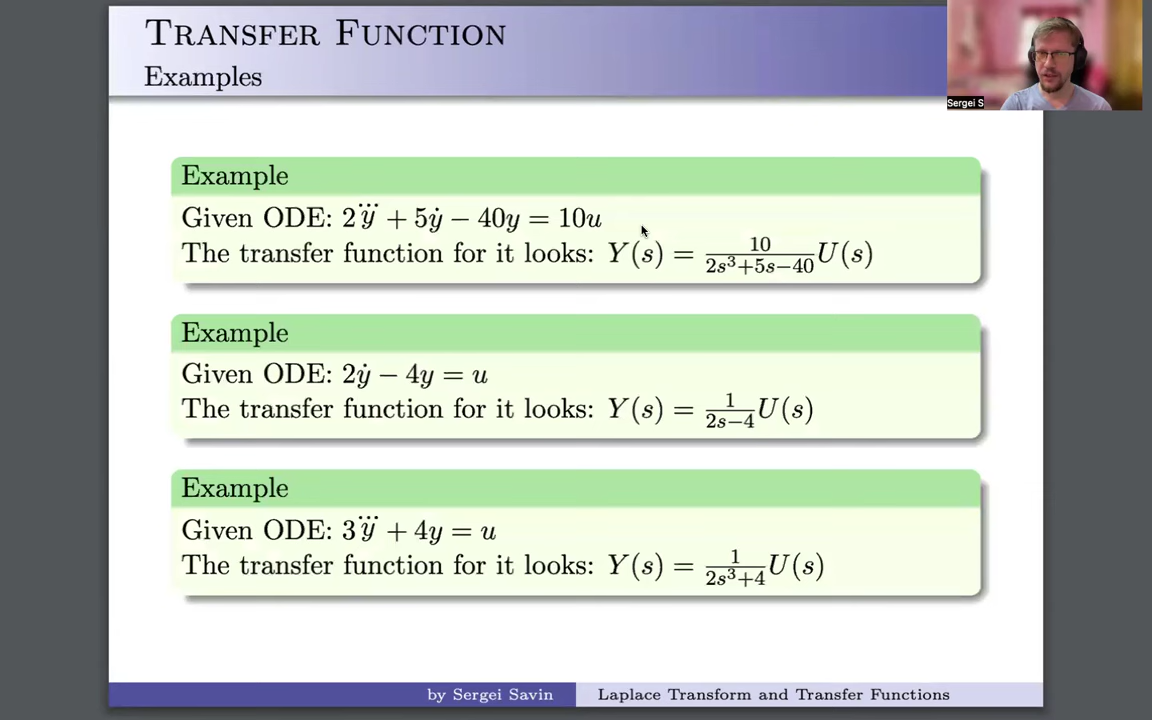 TRANSFER FUNCTION
Examples
Sergei S
Example
Given ODE: 2y⃛ + 5ẏ − 40y = 10u
The transfer function for it looks: Y(s) = 10/(2s³+5s−40) U(s)
Example
Given ODE: 2ẏ − 4y = u
The transfer function for it looks: Y(s) = 1/(2s−4) U(s)
Example
Given ODE: 3y⃛ + 4y = u
The transfer function for it looks: Y(s) = 1/(2s³+4) U(s)
by Sergei Savin
Laplace Transform and Transfer Functions